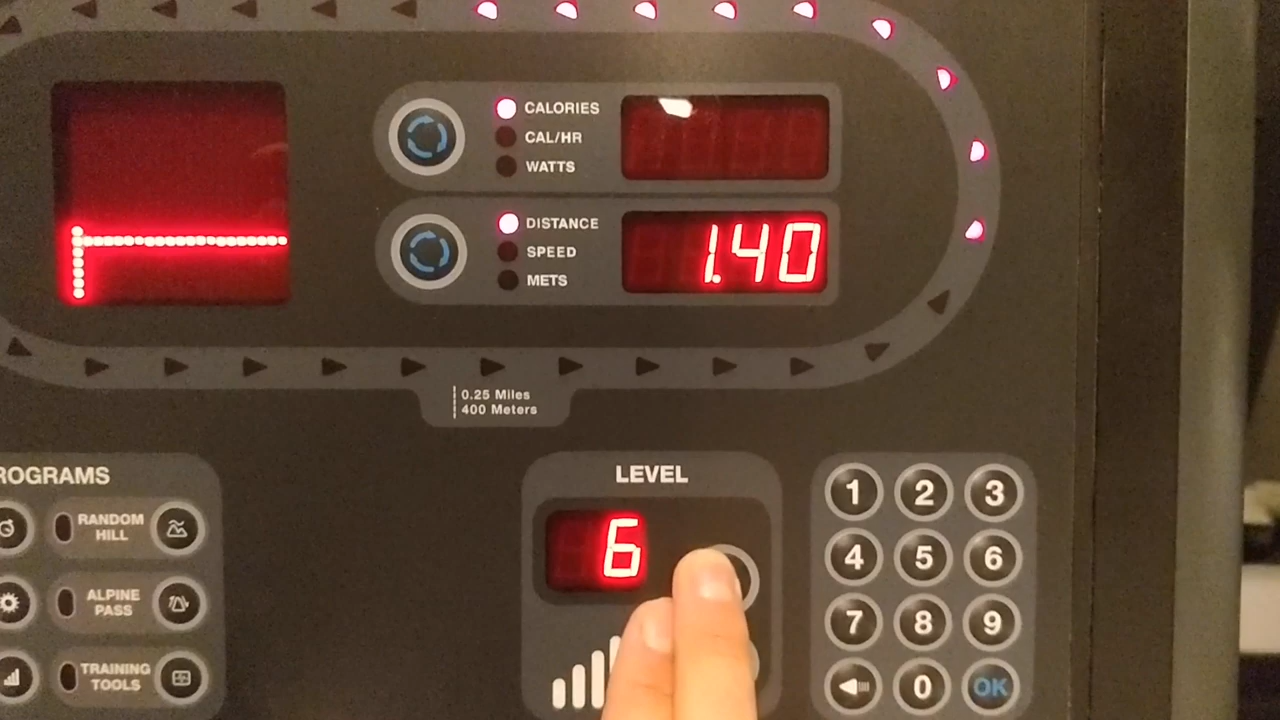 CALORIES
CAL/HR
WATTS
DISTANCE
SPEED
METS
1.40
0.25 Miles
400 Meters
ROGRAMS
RANDOM
HILL
ALPINE
PASS
TRAINING
TOOLS
LEVEL
6
1 2 3
4 5 6
7 8 9
0 OK